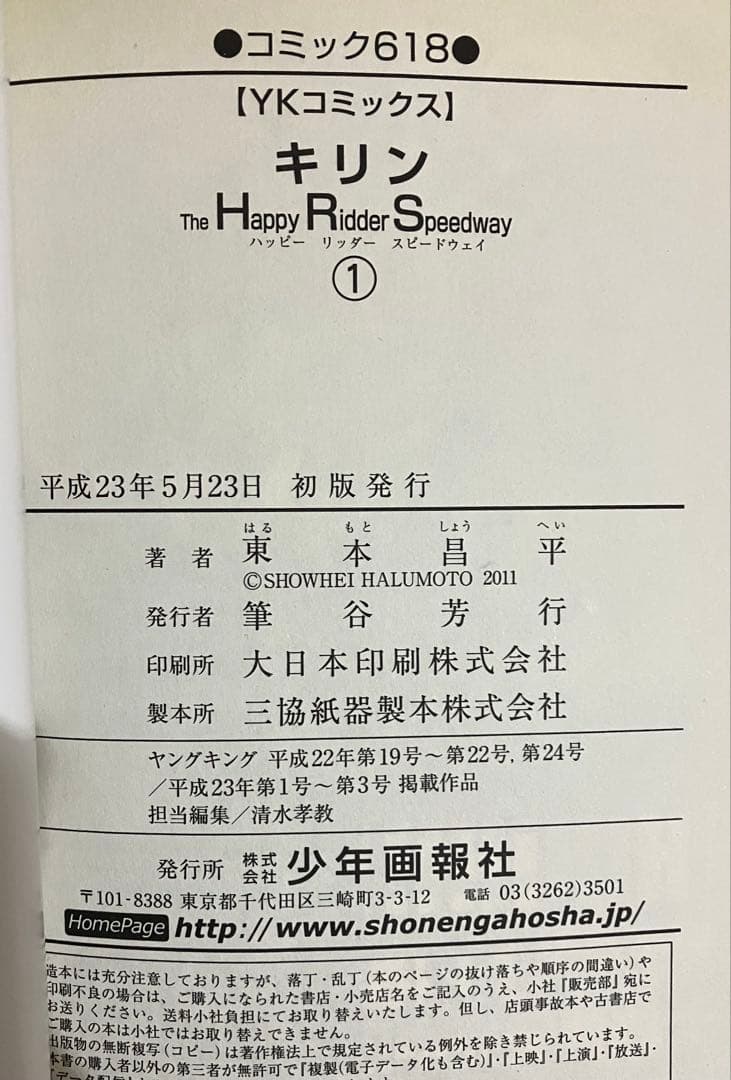 ●コミック618●
【YKコミックス】
キリン
The Happy Ridder Speedway
ハッピー リッダー スピードウェイ
①
平成23年5月23日 初版発行
はる もと しょう へい
著者 東本昌平
©SHOWHEI HALUMOTO 2011
発行者 筆谷芳行
印刷所 大日本印刷株式会社
製本所 三協紙器製本株式会社
ヤングキング 平成22年第19号〜第22号,第24号
/平成23年第1号〜第3号 掲載作品
担当編集/清水孝教
発行所 株式会社 少年画報社
〒101-8388 東京都千代田区三崎町3-3-12 電話 03(3262)3501
HomePage http://www.shonengahosha.jp/
造本には充分注意しておりますが、落丁・乱丁(本のページの抜け落ちや順序の間違い)や
印刷不良の場合は、ご購入になられた書店・小売店名をご記入のうえ、小社『販売部』宛に
お送りください。送料小社負担にてお取り替えいたします。但し、店頭事故本や古書店で
ご購入の本は小社ではお取り替えできません。
出版物の無断複写(コピー)は著作権法上で規定されている例外を除き禁じられています。
本書の購入者以外の第三者が無許可で『複製(電子データ化も含む)』・『上映』・『上演』・『放送』・